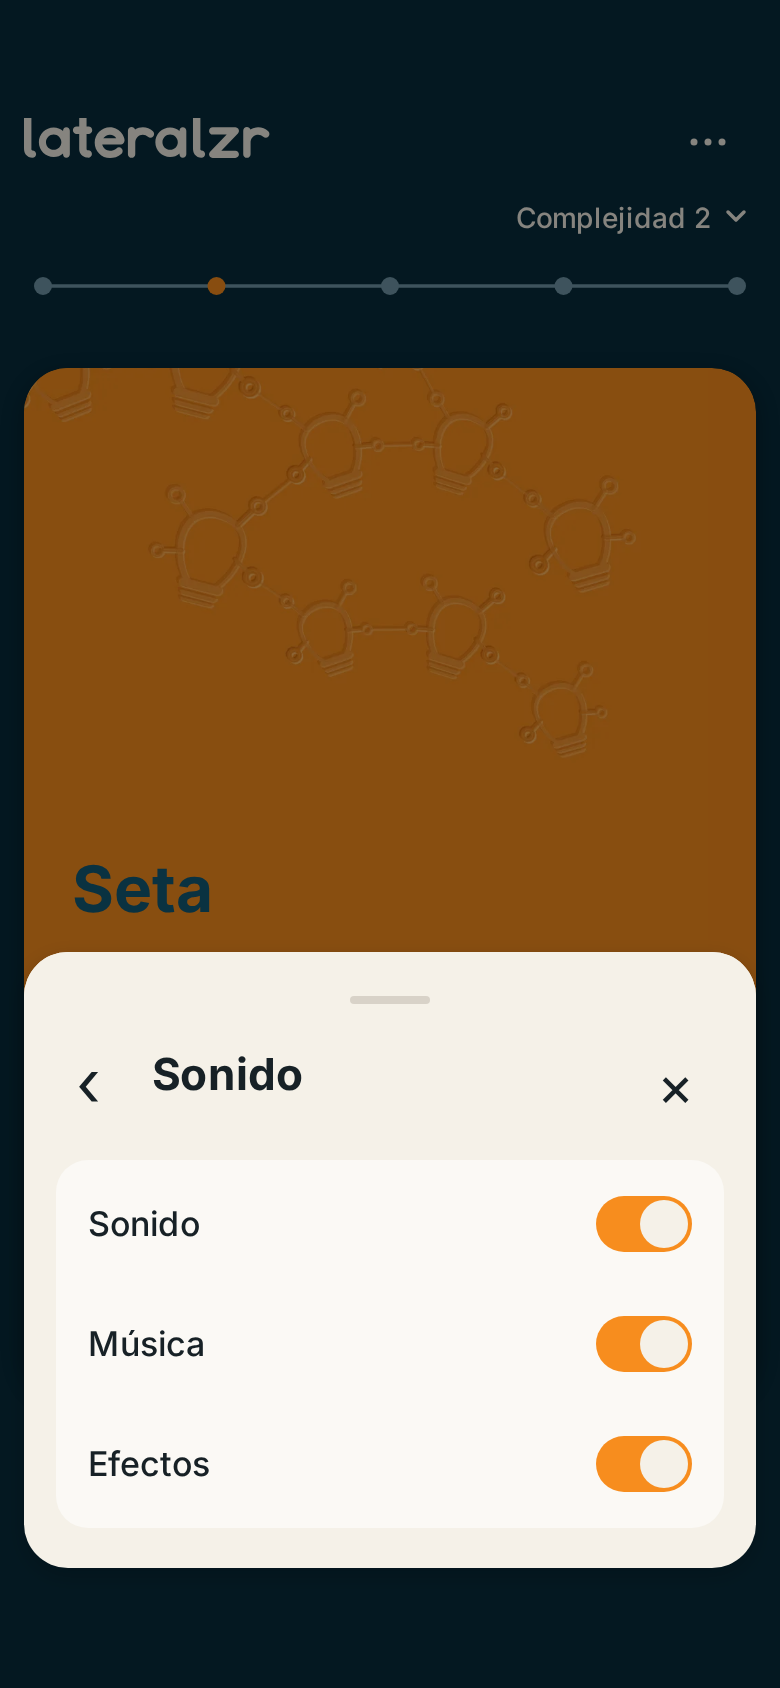 lateralzr
Complejidad 2
Seta
Sonido
Sonido
Música
Efectos